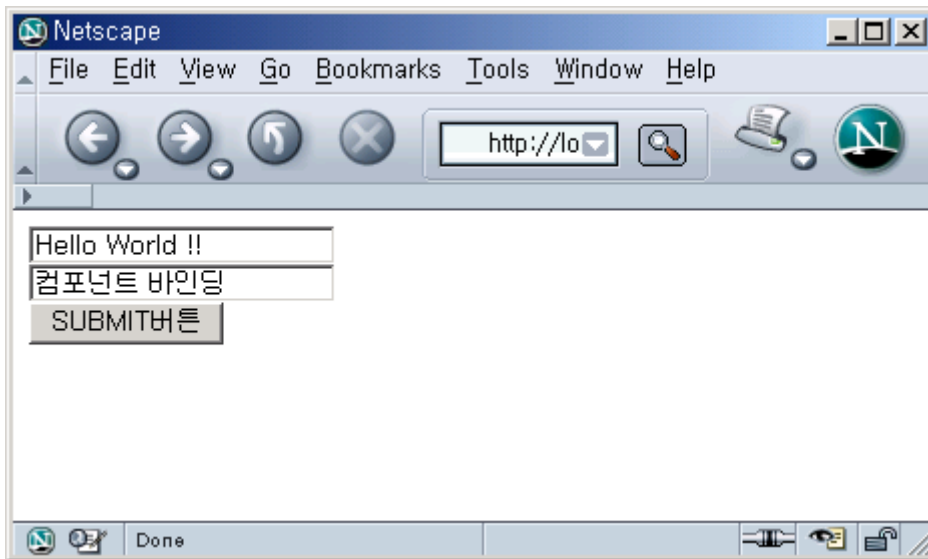 Netscape
File Edit View Go Bookmarks Tools Window Help
http://lo
N
Hello World !!
컴포넌트 바인딩
SUBMIT버튼
Done